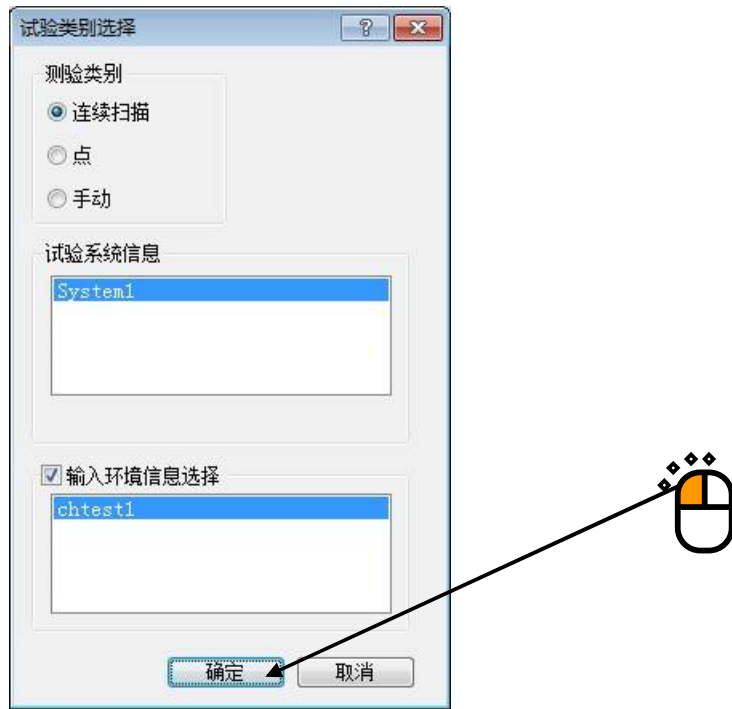 试验类别选择
测验类别
连续扫描
点
手动
试验系统信息
System1
输入环境信息选择
chtest1
确定
取消